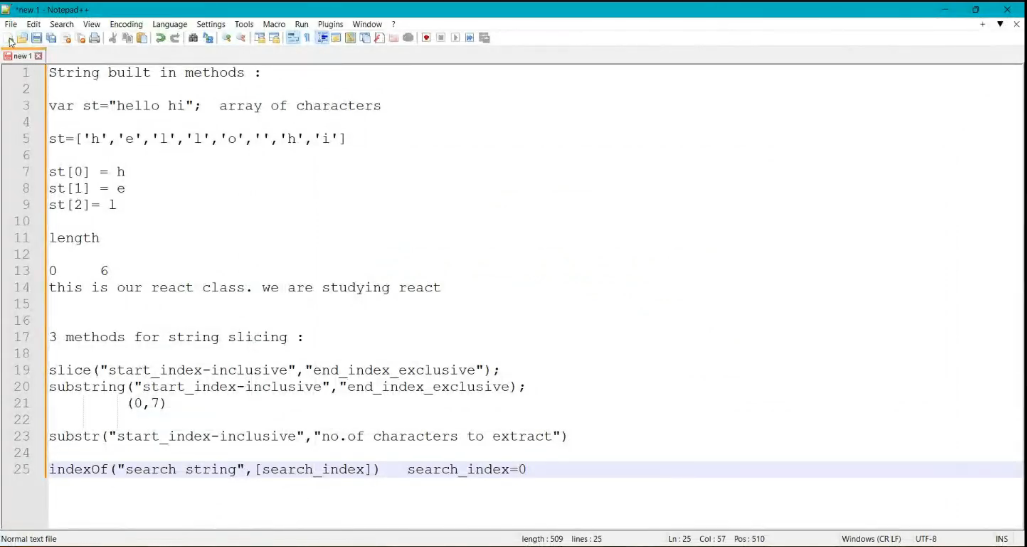 *new 1 - Notepad++
File Edit Search View Encoding Language Settings Tools Macro Run Plugins Window ?
new 1
1 String built in methods :
2
3 var st="hello hi";  array of characters
4
5 st=['h','e','l','l','o','','h','i']
6
7 st[0] = h
8 st[1] = e
9 st[2]= l
10
11 length
12
13 0     6
14 this is our react class. we are studying react
15
16
17 3 methods for string slicing :
18
19 slice("start_index-inclusive","end_index_exclusive");
20 substring("start_index-inclusive","end_index_exclusive);
21 (0,7)
22
23 substr("start_index-inclusive","no.of characters to extract")
24
25 indexOf("search string",[search_index])   search_index=0
Normal text file length : 509 lines : 25 Ln : 25 Col : 57 Pos : 510 Windows (CR LF) UTF-8 INS